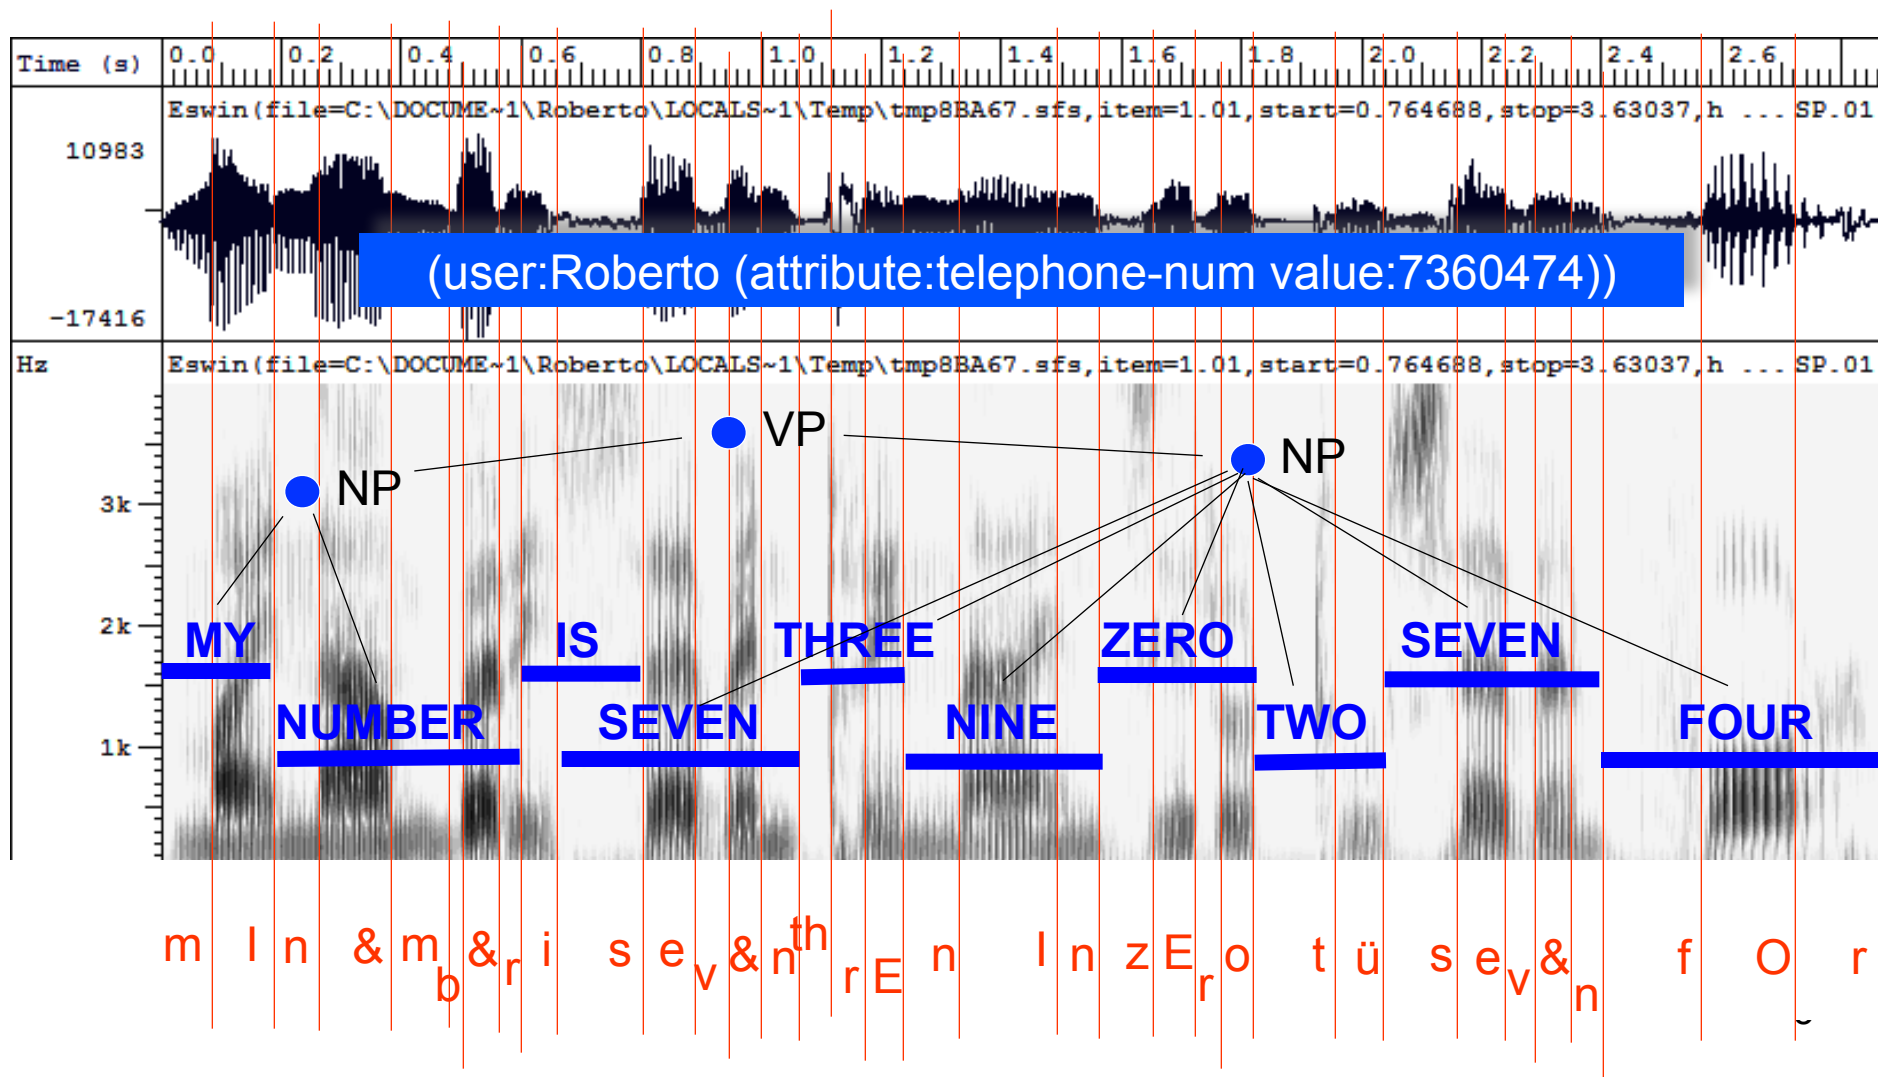 Time (s) 0.0 0.2 0.4 0.6 0.8 1.0 1.2 1.4 1.6 1.8 2.0 2.2 2.4 2.6
Eswin(file=C:\DOCUME~1\Roberto\LOCALS~1\Temp\tmp8BA67.sfs,item=1.01,start=0.764688,stop=3.63037,h ... SP.01
10983
(user:Roberto (attribute:telephone-num value:7360474))
-17416
Hz Eswin(file=C:\DOCUME~1\Roberto\LOCALS~1\Temp\tmp8BA67.sfs,item=1.01,start=0.764688,stop=3.63037,h ... SP.01
VP
NP
NP
3k
2k
MY IS THREE ZERO SEVEN
NUMBER SEVEN NINE TWO FOUR
1k
m I n & m b & r i s e v & n th r E n I n z E r o t ü s e v & n f O r